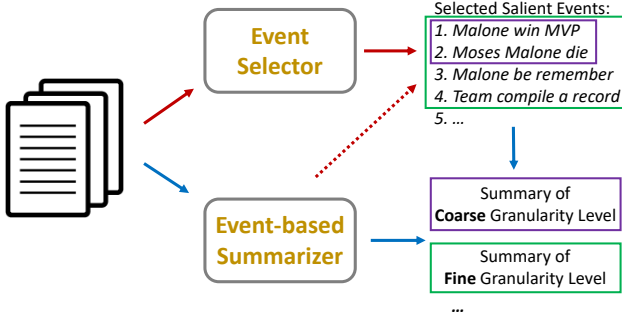 Selected Salient Events:
Event
Selector
1. Malone win MVP
2. Moses Malone die
3. Malone be remember
4. Team compile a record
5. ...
Event-based
Summarizer
Summary of
Coarse Granularity Level
Summary of
Fine Granularity Level
...